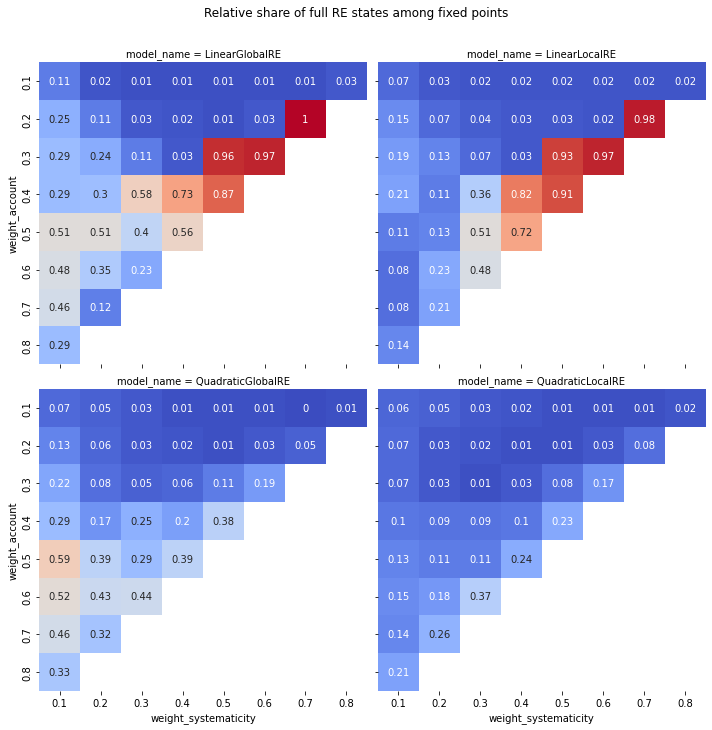 Relative share of full RE states among fixed points
model_name = LinearGlobalRE
0.1 0.11 0.02 0.01 0.01 0.01 0.01 0.01 0.03
0.2 0.25 0.11 0.03 0.02 0.01 0.03 1
0.3 0.29 0.24 0.11 0.03 0.96 0.97
0.4 0.29 0.3 0.58 0.73 0.87
0.5 0.51 0.51 0.4 0.56
0.6 0.48 0.35 0.23
0.7 0.46 0.12
0.8 0.29
weight_account
model_name = LinearLocalRE
0.07 0.03 0.02 0.02 0.02 0.02 0.02 0.02
0.15 0.07 0.04 0.03 0.03 0.02 0.98
0.19 0.13 0.07 0.03 0.93 0.97
0.21 0.11 0.36 0.82 0.91
0.11 0.13 0.51 0.72
0.08 0.23 0.48
0.08 0.21
0.14
model_name = QuadraticGlobalRE
0.1 0.07 0.05 0.03 0.01 0.01 0.01 0 0.01
0.2 0.13 0.06 0.03 0.02 0.01 0.03 0.05
0.3 0.22 0.08 0.05 0.06 0.11 0.19
0.4 0.29 0.17 0.25 0.2 0.38
0.5 0.59 0.39 0.29 0.39
0.6 0.52 0.43 0.44
0.7 0.46 0.32
0.8 0.33
weight_account
0.1 0.2 0.3 0.4 0.5 0.6 0.7 0.8
weight_systematicity
model_name = QuadraticLocalRE
0.06 0.05 0.03 0.02 0.01 0.01 0.01 0.02
0.07 0.03 0.02 0.01 0.01 0.03 0.08
0.07 0.03 0.01 0.03 0.08 0.17
0.1 0.09 0.09 0.1 0.23
0.13 0.11 0.11 0.24
0.15 0.18 0.37
0.14 0.26
0.21
0.1 0.2 0.3 0.4 0.5 0.6 0.7 0.8
weight_systematicity